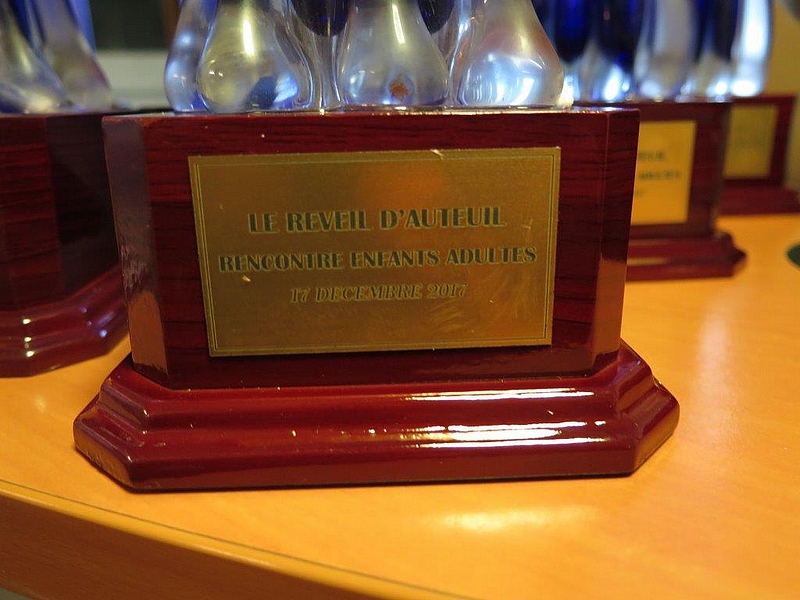 LE REVEIL D'AUTEUIL
RENCONTRE ENFANTS ADULTES
17 DECEMBRE 2017